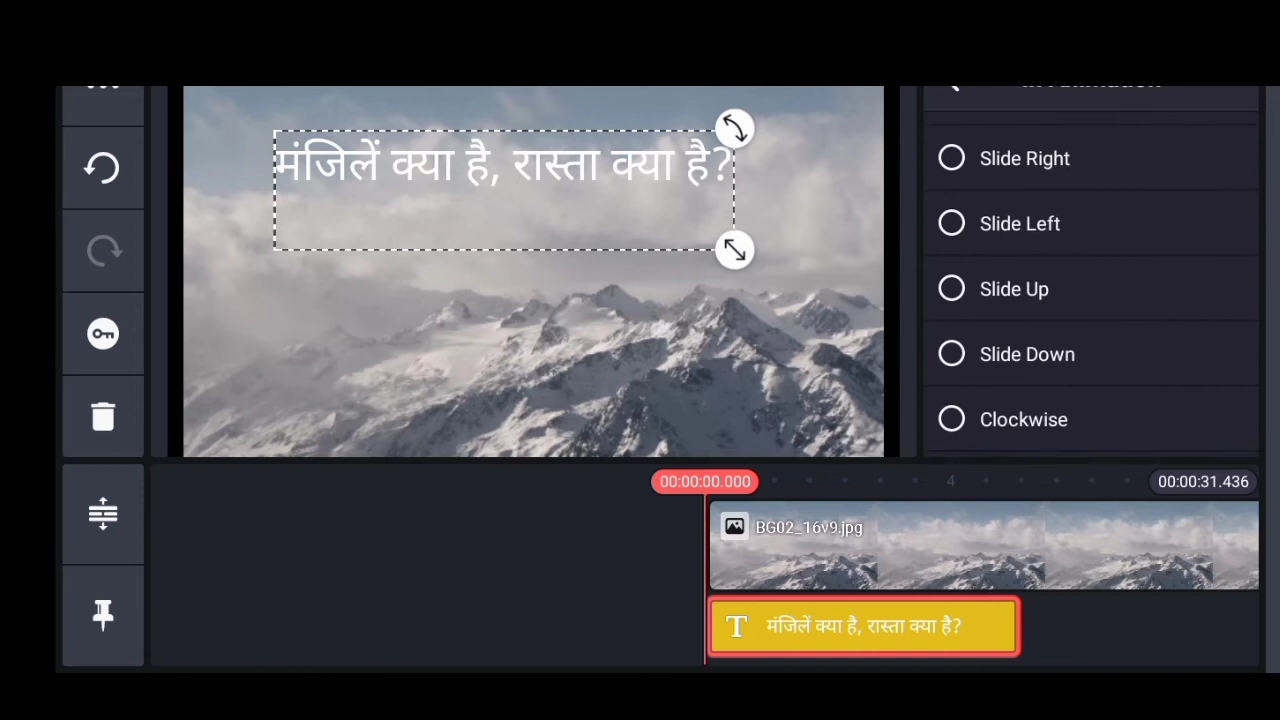 मंजिलें क्या है, रास्ता क्या है?
Slide Right
Slide Left
Slide Up
Slide Down
Clockwise
00:00:00.000
4
00:00:31.436
BG02_16v9.jpg
T मंजिलें क्या है, रास्ता क्या है?